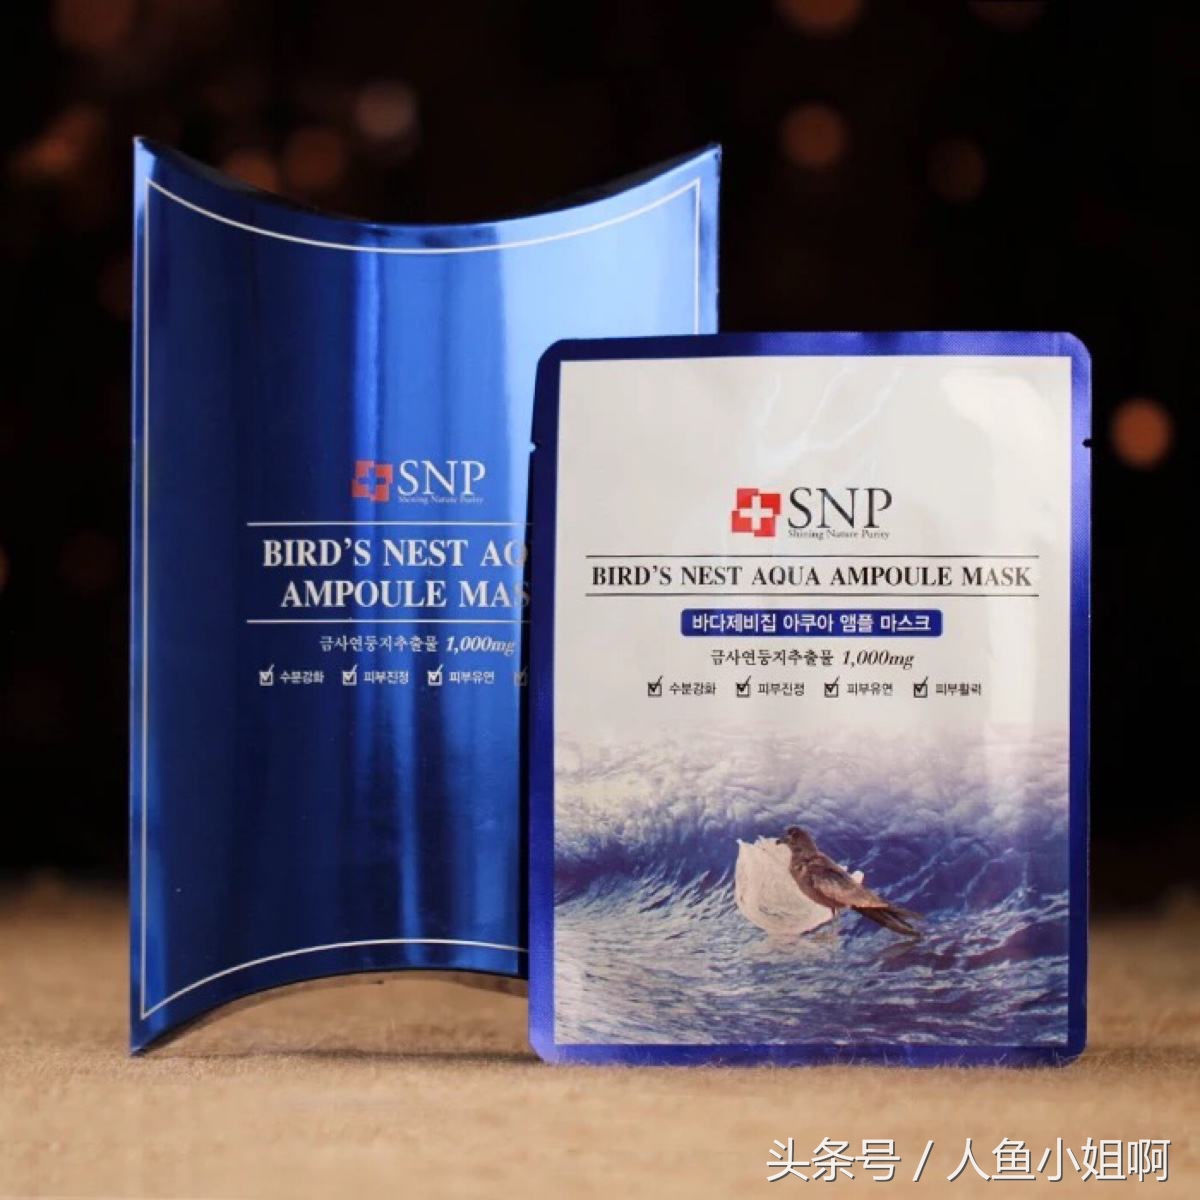 SNP
Shining Nature Purity
BIRD'S NEST AQ
AMPOULE MAS
금사연둥지추출물 1,000mg
수분강화 피부진정 피부유연
SNP
Shining Nature Purity
BIRD'S NEST AQUA AMPOULE MASK
바다제비집 아쿠아 앰플 마스크
금사연둥지추출물 1,000mg
수분강화 피부진정 피부유연 피부활력
头条号 / 人鱼小姐啊